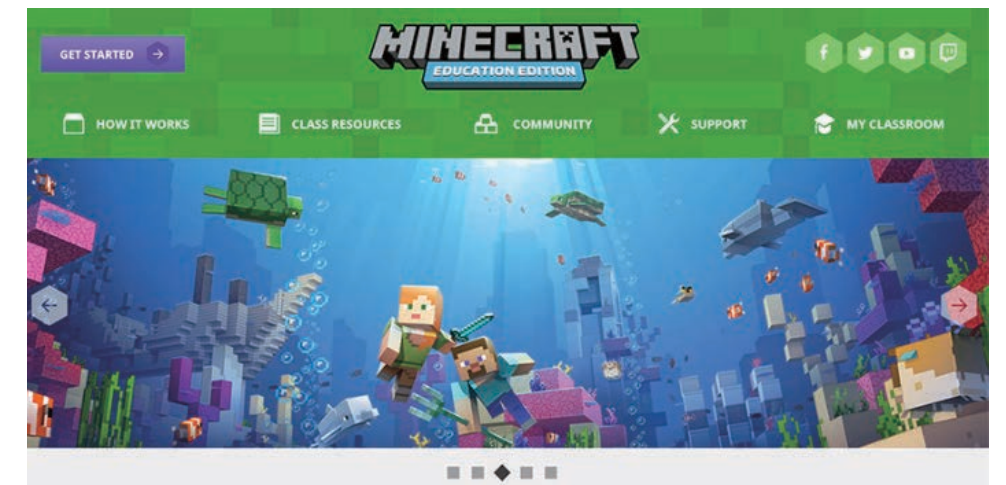 GET STARTED
MINECRAFT
EDUCATION EDITION
HOW IT WORKS
CLASS RESOURCES
COMMUNITY
SUPPORT
MY CLASSROOM